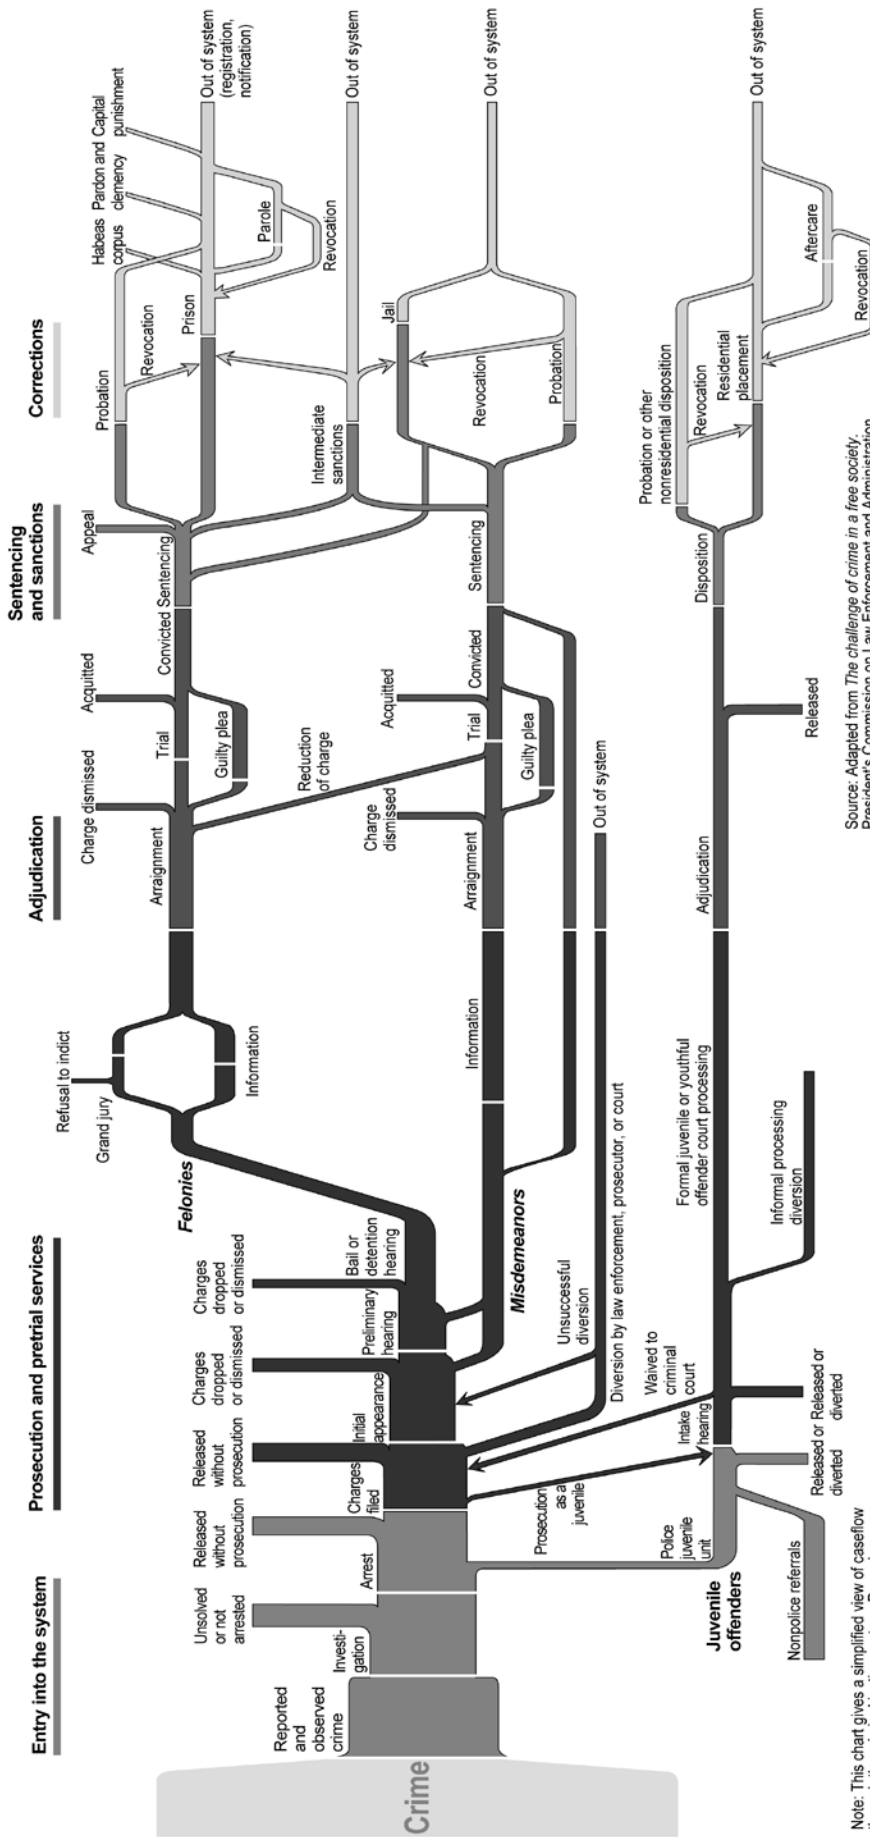 Entry into the system
Prosecution and pretrial services
Adjudication
Sentencing
and sanctions
Corrections
Crime
Reported
and
observed
crime
Unsolved
or not
arrested
Investi-
gation
Released
without
prosecution
Arrest
Released
without
prosecution
Charges
filed
Charges
dropped
or dismissed
Initial
appearance
Charges
dropped
or dismissed
Preliminary
hearing
Bail or
detention
hearing
Felonies
Refusal to indict
Grand jury
Information
Arraignment
Charge dismissed
Trial
Acquitted
Guilty plea
Convicted
Sentencing
Appeal
Probation
Revocation
Prison
Habeas
corpus
Pardon and
clemency
Capital
punishment
Parole
Revocation
Out of system
(registration,
notification)
Reduction
of charge
Intermediate
sanctions
Out of system
Misdemeanors
Information
Arraignment
Charge
dismissed
Trial
Acquitted
Guilty plea
Convicted
Sentencing
Jail
Revocation
Probation
Out of system
Unsuccessful
diversion
Diversion by law enforcement, prosecutor, or court
Out of system
Prosecution
as a
juvenile
Waived to
criminal
court
Police
juvenile
unit
Juvenile
offenders
Nonpolice referrals
Intake
hearing
Released or
diverted
Released or
diverted
Formal juvenile or youthful
offender court processing
Informal processing
diversion
Adjudication
Released
Disposition
Probation or other
nonresidential disposition
Revocation
Residential
placement
Aftercare
Revocation
Out of system
Note: This chart gives a simplified view of caseflow
Source: Adapted from The challenge of crime in a free society.
President's Commission on Law Enforcement and Administration